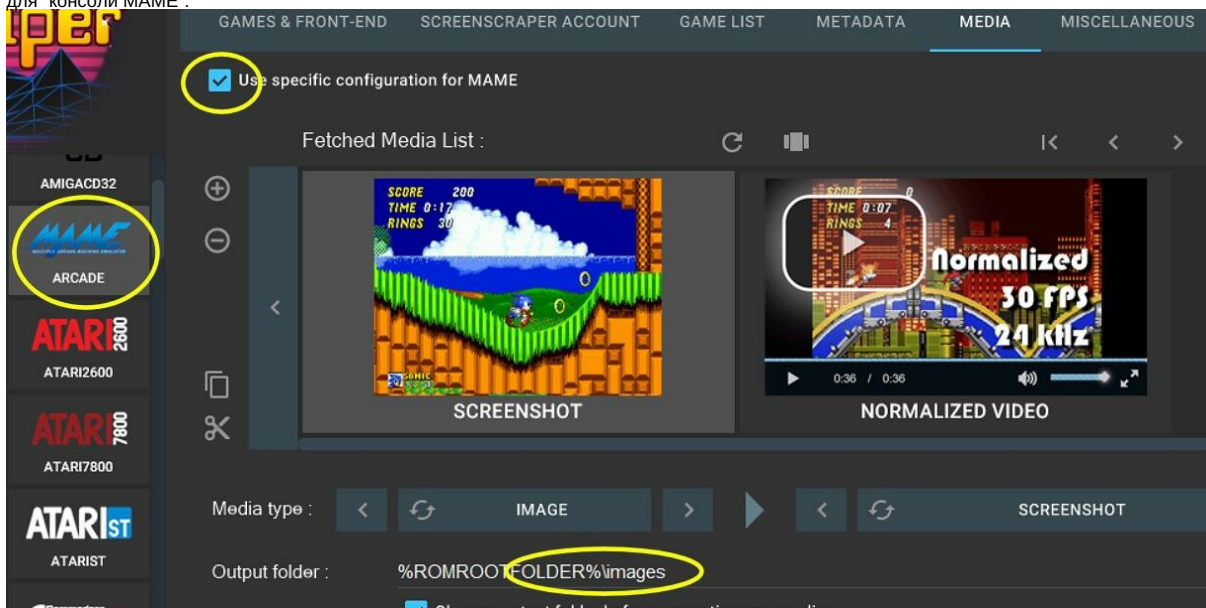 для "консоли MAME":
GAMES & FRONT-END SCREENSCRAPER ACCOUNT GAME LIST METADATA MEDIA MISCELLANEOUS
Use specific configuration for MAME
Fetched Media List :
AMIGACD32
MAME
ARCADE
ATARI 2600
ATARI2600
ATARI 7800
ATARI7800
ATARI ST
ATARIST
SCORE 200
TIME 0:17
RINGS 30
SONIC
SCREENSHOT
SCORE 0
TIME 0:07
RINGS 4
Normalized
30 FPS
24 kHz
0:36 / 0:36
NORMALIZED VIDEO
Media type : IMAGE SCREENSHOT
Output folder : %ROMROOTFOLDER%\images